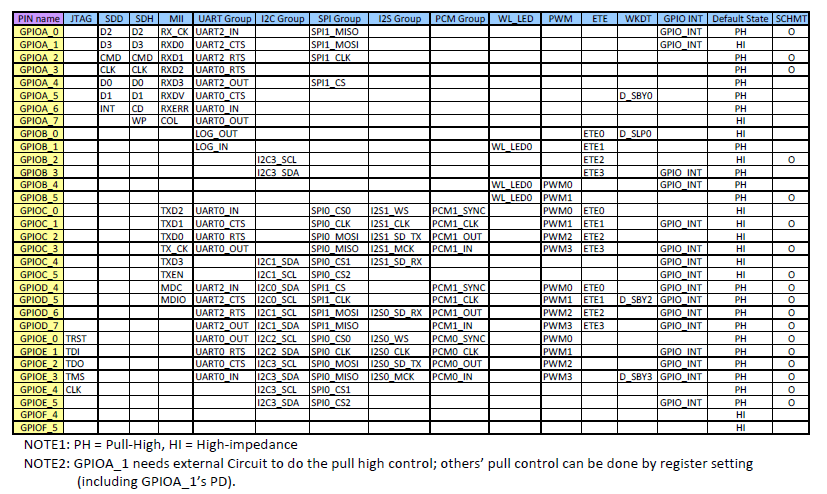 PIN name JTAG SDD SDH MII UART Group I2C Group SPI Group I2S Group PCM Group WL_LED PWM ETE WKDT GPIO INT Default State SCHMT
GPIOA_0 D2 D2 RX_CK UART2_IN SPI1_MISO GPIO_INT PH O
GPIOA_1 D3 D3 RXD0 UART2_CTS SPI1_MOSI GPIO_INT HI
GPIOA_2 CMD CMD RXD1 UART2_RTS SPI1_CLK PH O
GPIOA_3 CLK CLK RXD2 UART0_RTS PH O
GPIOA_4 D0 D0 RXD3 UART2_OUT SPI1_CS PH
GPIOA_5 D1 D1 RXDV UART0_CTS D_SBY0 PH
GPIOA_6 INT CD RXERR UART0_IN PH
GPIOA_7 WP COL UART0_OUT HI
GPIOB_0 LOG_OUT ETE0 D_SLP0 HI
GPIOB_1 LOG_IN WL_LED0 ETE1 PH
GPIOB_2 I2C3_SCL ETE2 HI O
GPIOB_3 I2C3_SDA ETE3 GPIO_INT PH
GPIOB_4 WL_LED0 PWM0 GPIO_INT PH
GPIOB_5 WL_LED0 PWM1 PH O
GPIOC_0 TXD2 UART0_IN SPI0_CS0 I2S1_WS PCM1_SYNC PWM0 ETE0 HI
GPIOC_1 TXD1 UART0_CTS SPI0_CLK I2S1_CLK PCM1_CLK PWM1 ETE1 GPIO_INT HI O
GPIOC_2 TXD0 UART0_RTS SPI0_MOSI I2S1_SD_TX PCM1_OUT PWM2 ETE2 HI
GPIOC_3 TX_CK UART0_OUT SPI0_MISO I2S1_MCK PCM1_IN PWM3 ETE3 GPIO_INT HI O
GPIOC_4 TXD3 I2C1_SDA SPI0_CS1 I2S1_SD_RX GPIO_INT HI
GPIOC_5 TXEN I2C1_SCL SPI0_CS2 GPIO_INT HI O
GPIOD_4 MDC UART2_IN I2C0_SDA SPI1_CS PCM1_SYNC PWM0 ETE0 GPIO_INT PH O
GPIOD_5 MDIO UART2_CTS I2C0_SCL SPI1_CLK PCM1_CLK PWM1 ETE1 D_SBY2 GPIO_INT PH O
GPIOD_6 UART2_RTS I2C1_SCL SPI1_MOSI I2S0_SD_RX PCM1_OUT PWM2 ETE2 GPIO_INT PH O
GPIOD_7 UART2_OUT I2C1_SDA SPI1_MISO PCM1_IN PWM3 ETE3 GPIO_INT PH O
GPIOE_0 TRST UART0_OUT I2C2_SCL SPI0_CS0 I2S0_WS PCM0_SYNC PWM0 PH O
GPIOE_1 TDI UART0_RTS I2C2_SDA SPI0_CLK I2S0_CLK PCM0_CLK PWM1 GPIO_INT PH O
GPIOE_2 TDO UART0_CTS I2C3_SCL SPI0_MOSI I2S0_SD_TX PCM0_OUT PWM2 GPIO_INT PH O
GPIOE_3 TMS UART0_IN I2C3_SDA SPI0_MISO I2S0_MCK PCM0_IN PWM3 D_SBY3 GPIO_INT PH O
GPIOE_4 CLK I2C3_SCL SPI0_CS1 PH O
GPIOE_5 I2C3_SDA SPI0_CS2 GPIO_INT PH O
GPIOF_4 HI
GPIOF_5 HI
NOTE1: PH = Pull-High, HI = High-impedance
NOTE2: GPIOA_1 needs external Circuit to do the pull high control; others’ pull control can be done by register setting
(including GPIOA_1’s PD).